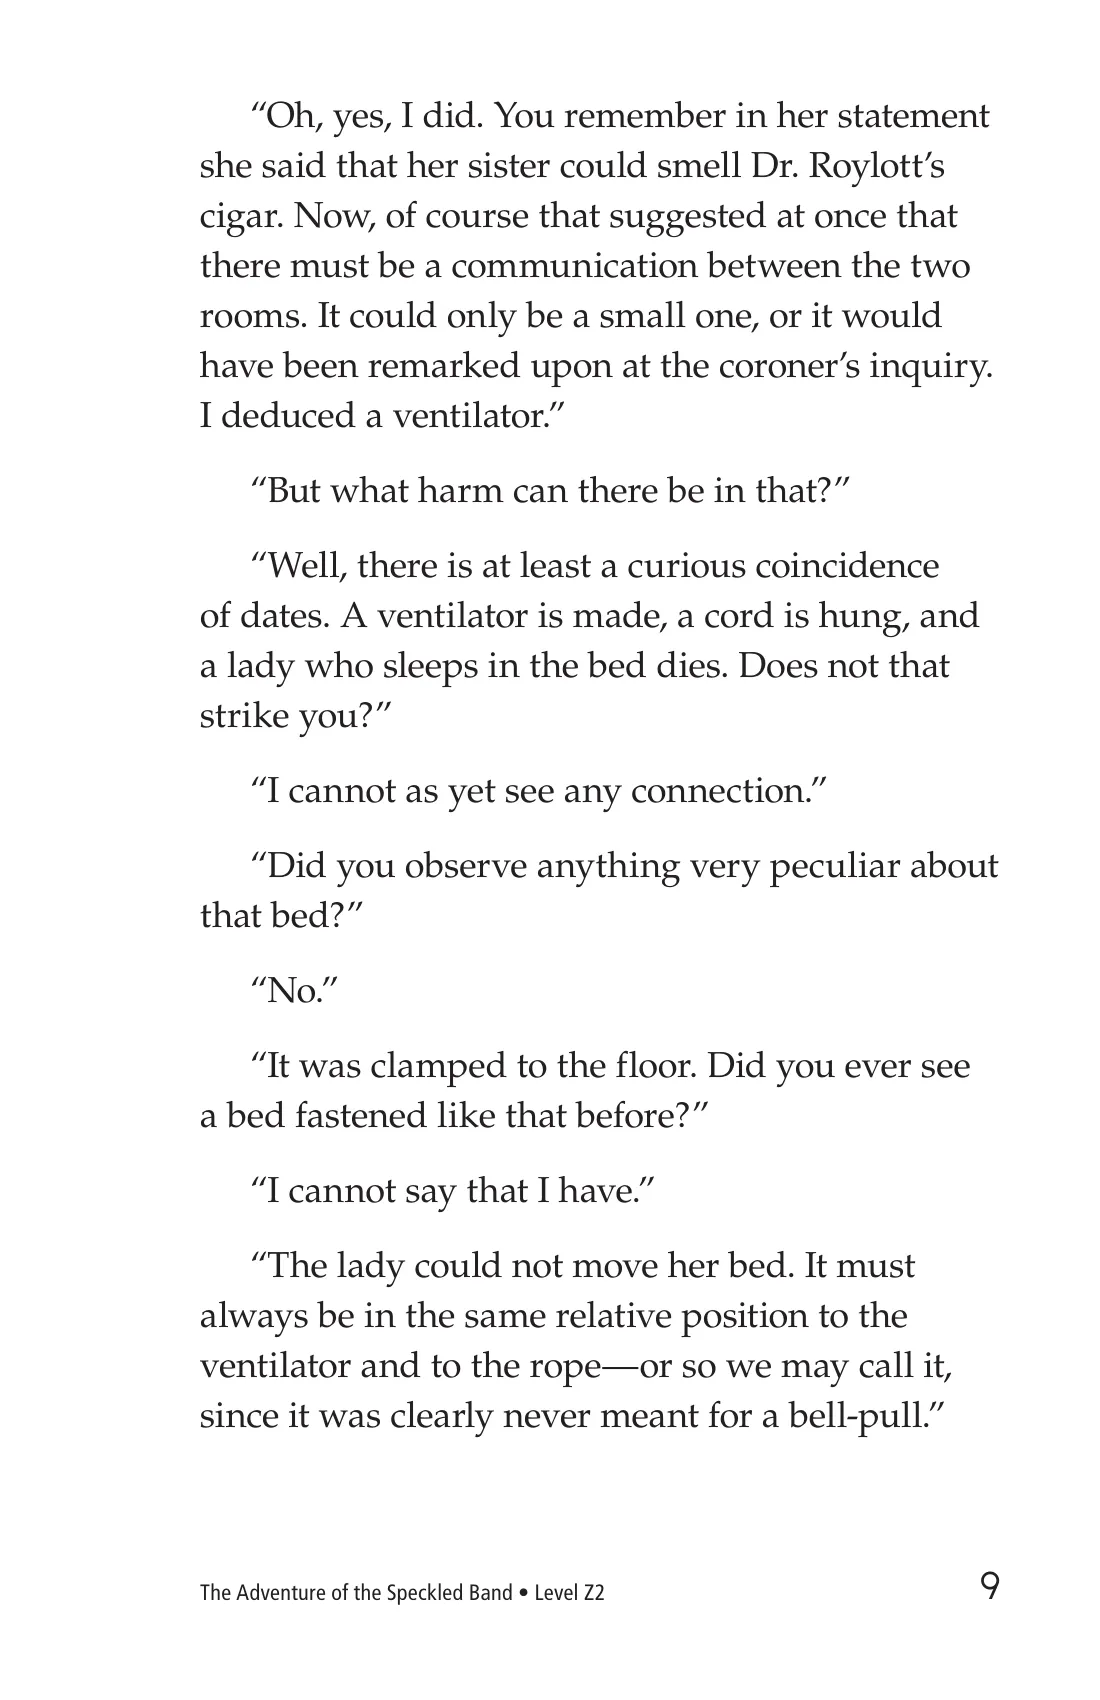 “Oh, yes, I did. You remember in her statement
she said that her sister could smell Dr. Roylott’s
cigar. Now, of course that suggested at once that
there must be a communication between the two
rooms. It could only be a small one, or it would
have been remarked upon at the coroner’s inquiry.
I deduced a ventilator.”
“But what harm can there be in that?”
“Well, there is at least a curious coincidence
of dates. A ventilator is made, a cord is hung, and
a lady who sleeps in the bed dies. Does not that
strike you?”
“I cannot as yet see any connection.”
“Did you observe anything very peculiar about
that bed?”
“No.”
“It was clamped to the floor. Did you ever see
a bed fastened like that before?”
“I cannot say that I have.”
“The lady could not move her bed. It must
always be in the same relative position to the
ventilator and to the rope—or so we may call it,
since it was clearly never meant for a bell-pull.”
The Adventure of the Speckled Band • Level Z2
9